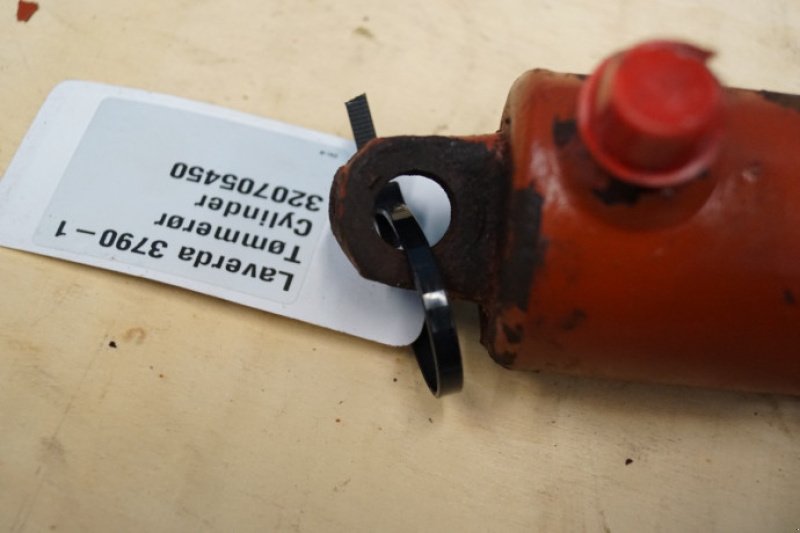 Laverda 3790 – 1
Tømmerør
Cylinder
320705450